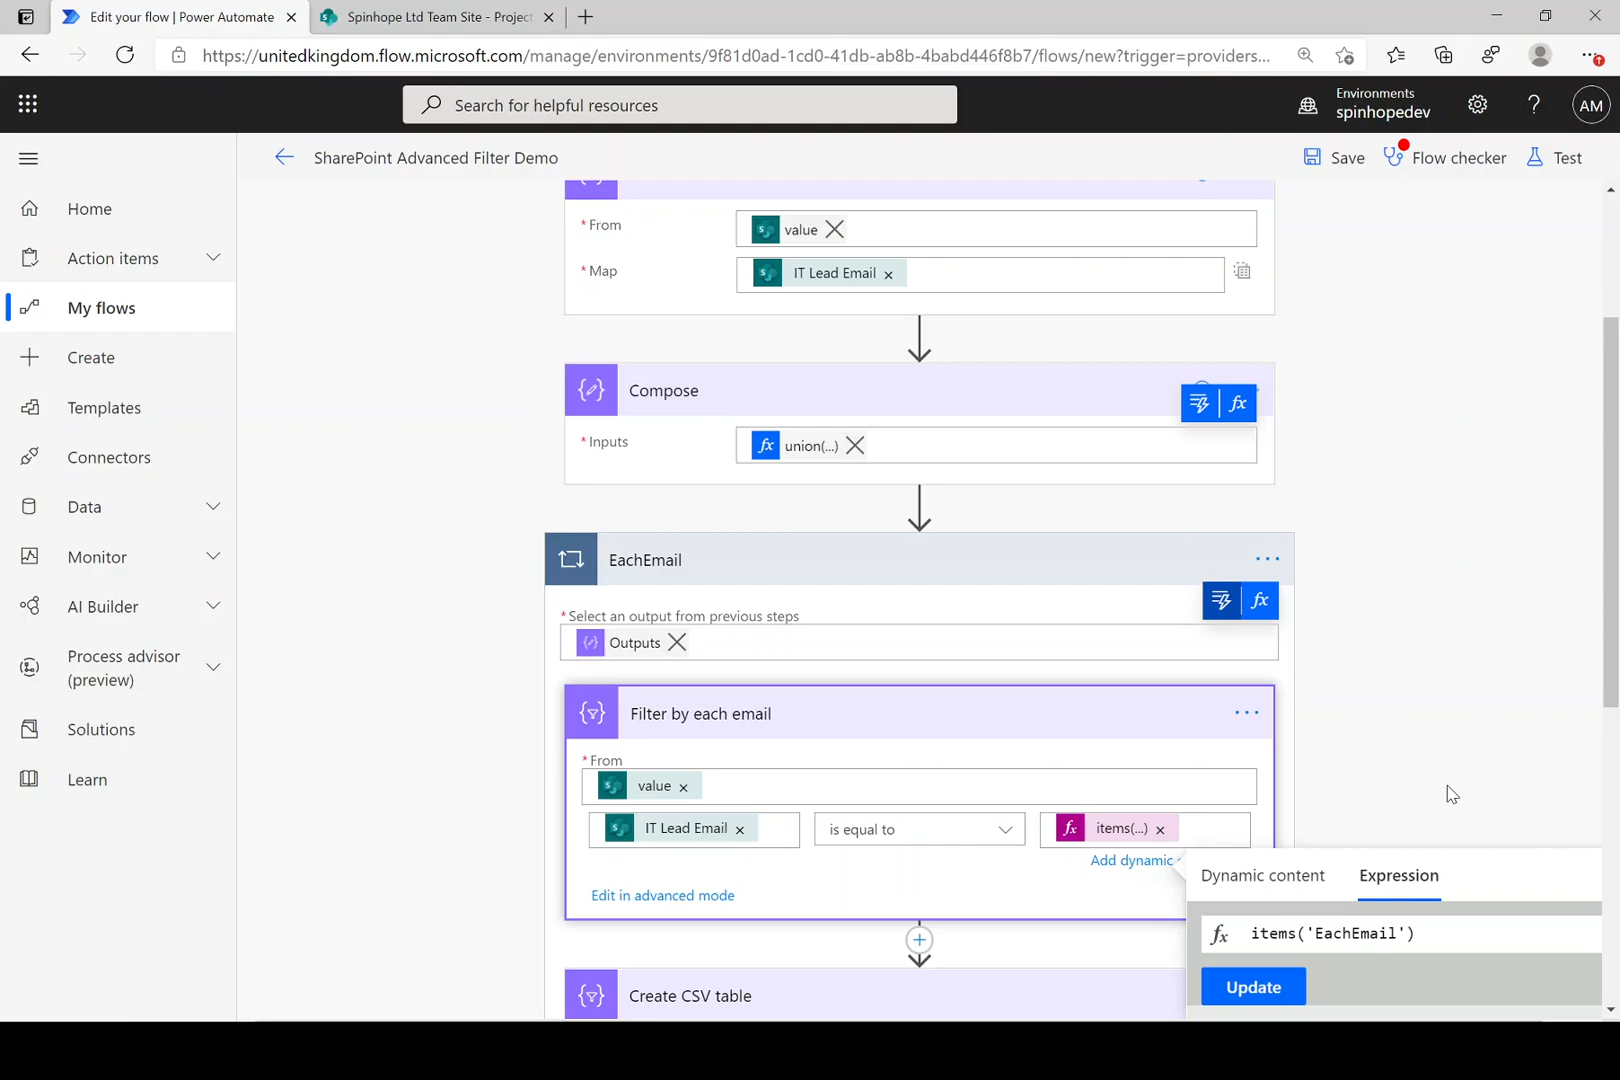 Edit your flow | Power Automate
Spinhope Ltd Team Site - Project
https://unitedkingdom.flow.microsoft.com/manage/environments/9f81d0ad-1cd0-41db-ab8b-4babd446f8b7/flows/new?trigger=providers...
Search for helpful resources
Environments
spinhopedev
AM
SharePoint Advanced Filter Demo
Save
Flow checker
Test
Home
Action items
My flows
Create
Templates
Connectors
Data
Monitor
AI Builder
Process advisor
(preview)
Solutions
Learn
* From
value
* Map
IT Lead Email
Compose
fx
* Inputs
fx union(...)
EachEmail
fx
* Select an output from previous steps
Outputs
Filter by each email
* From
value
IT Lead Email
is equal to
fx items(...)
Add dynamic
Edit in advanced mode
Dynamic content
Expression
fx items('EachEmail')
Update
Create CSV table